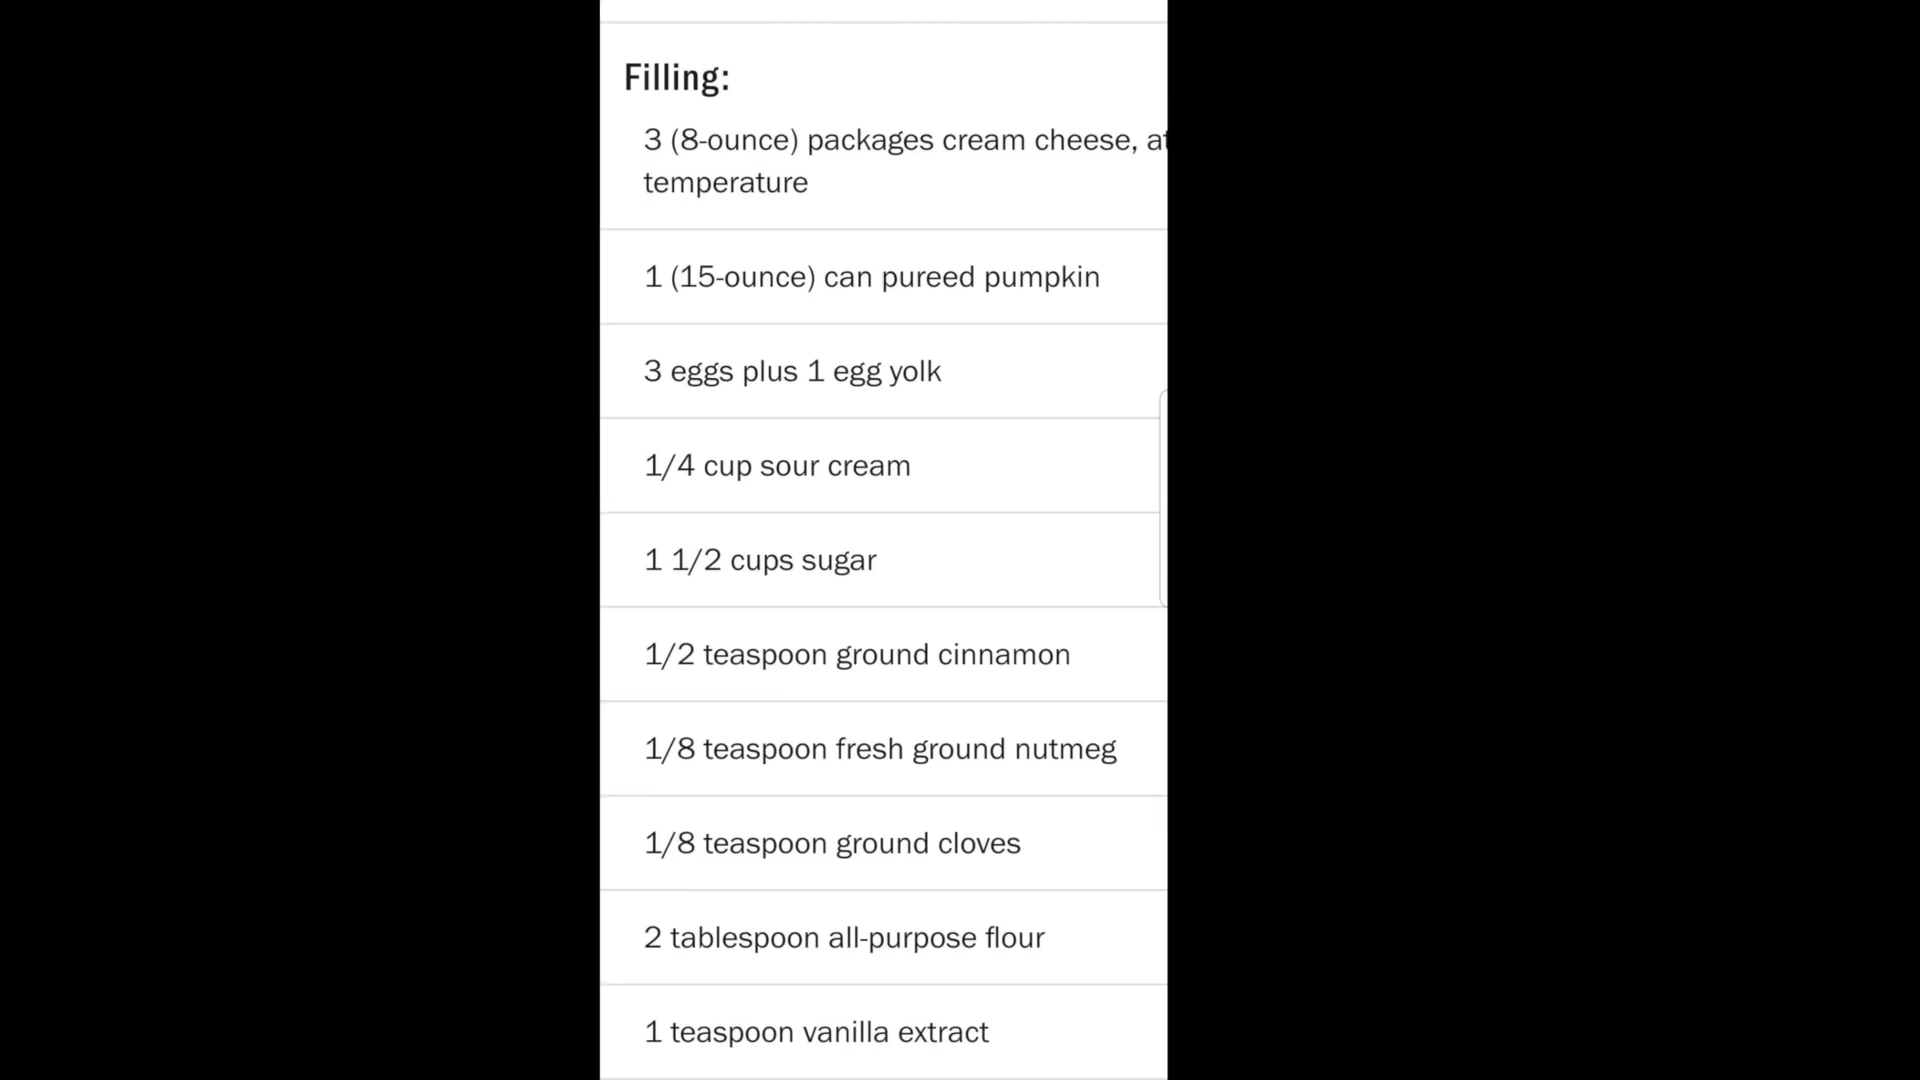 Filling:
3 (8-ounce) packages cream cheese, at
temperature
1 (15-ounce) can pureed pumpkin
3 eggs plus 1 egg yolk
1/4 cup sour cream
1 1/2 cups sugar
1/2 teaspoon ground cinnamon
1/8 teaspoon fresh ground nutmeg
1/8 teaspoon ground cloves
2 tablespoon all-purpose flour
1 teaspoon vanilla extract